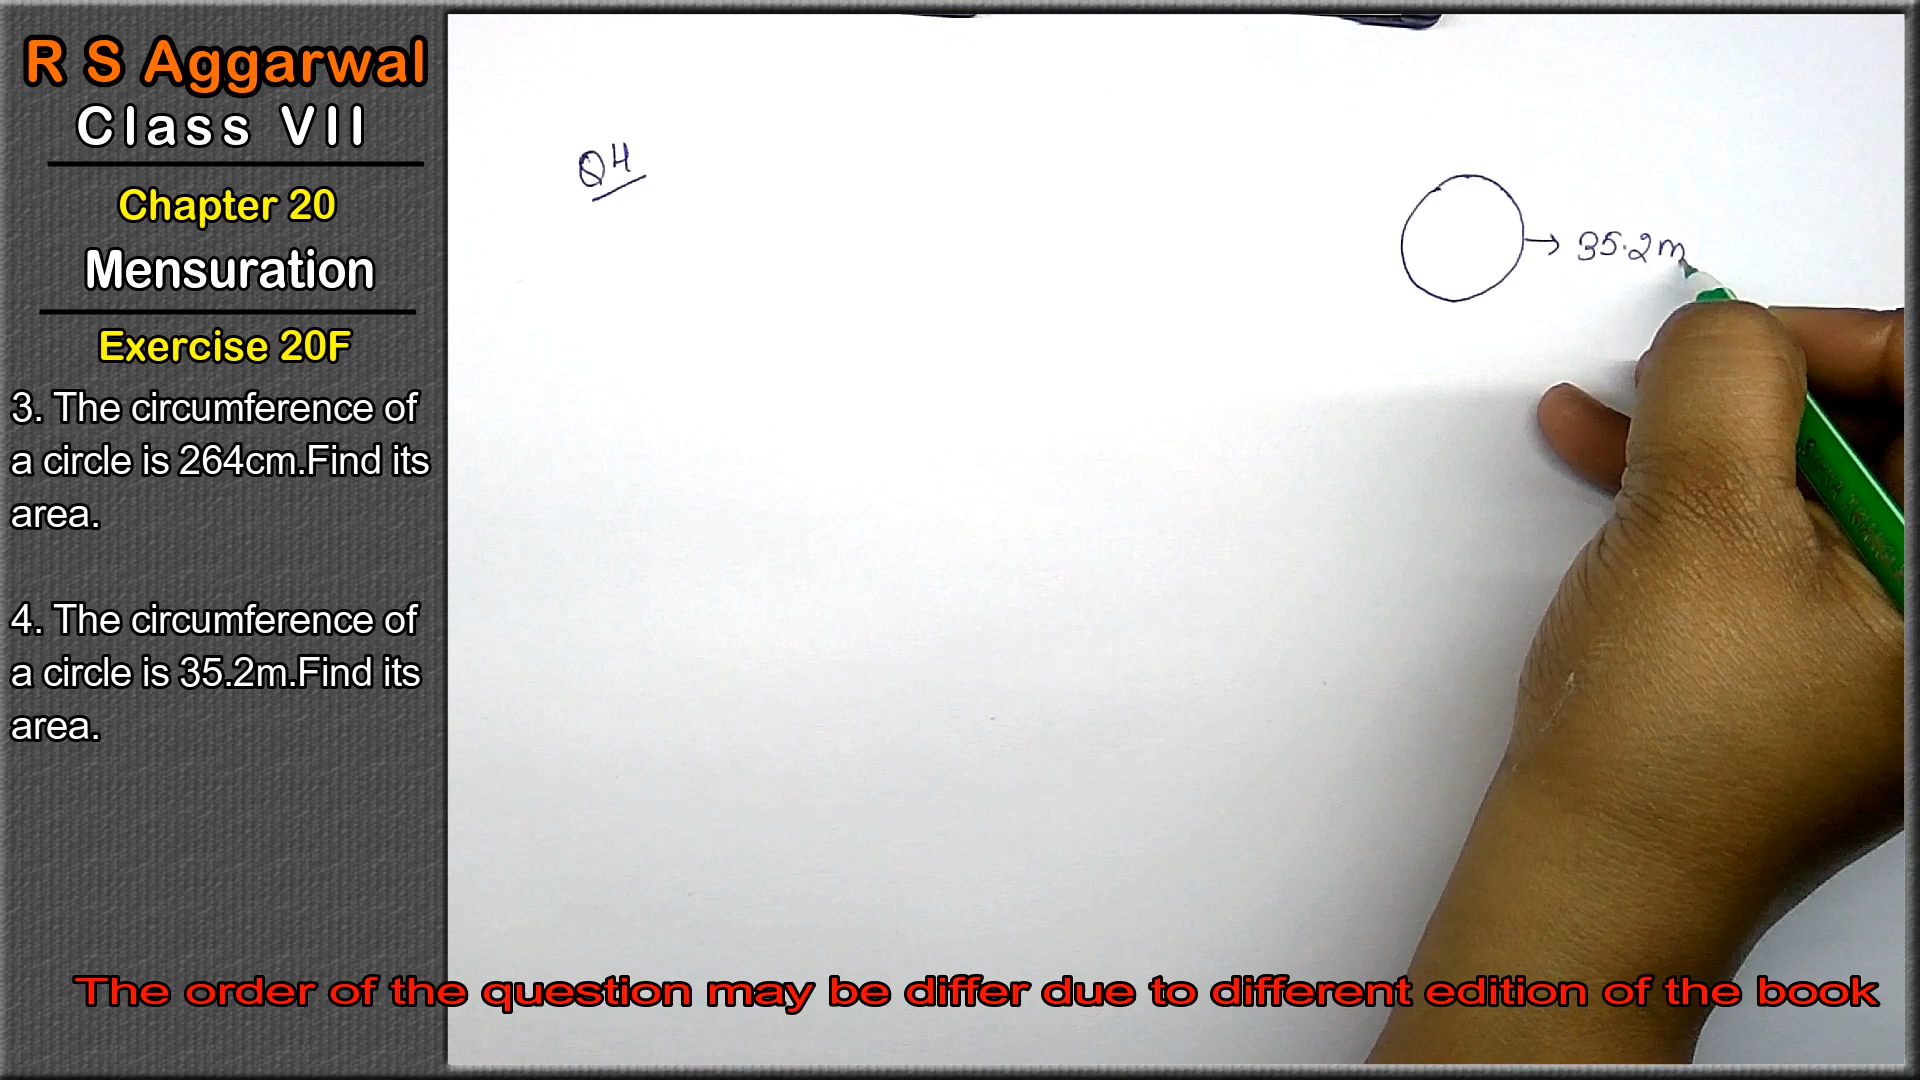 R S Aggarwal
Class VII
Chapter 20
Mensuration
Exercise 20F
3. The circumference of
a circle is 264cm.Find its
area.
4. The circumference of
a circle is 35.2m.Find its
area.
Q4
35.2m
The order of the question may be differ due to different edition of the book